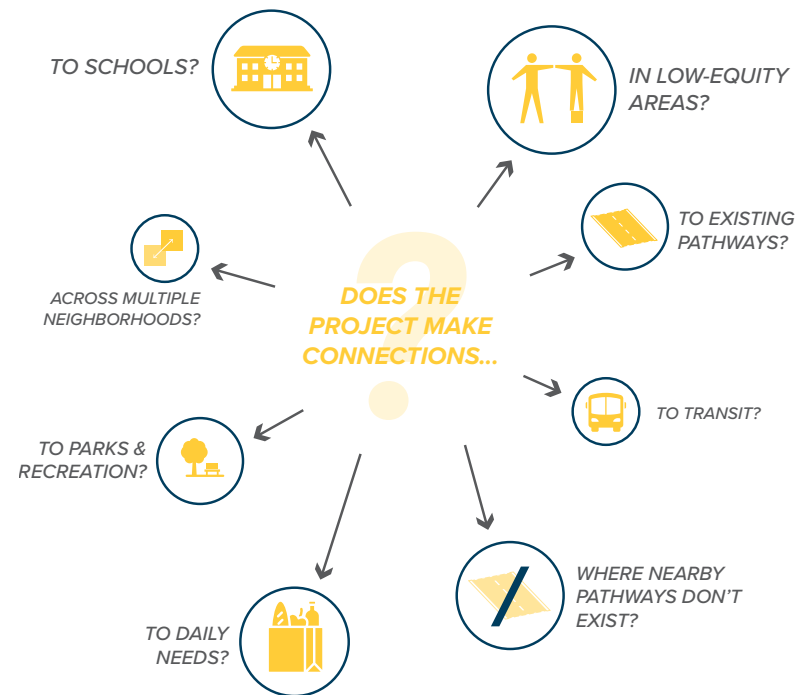 TO SCHOOLS?
IN LOW-EQUITY
AREAS?
TO EXISTING
PATHWAYS?
ACROSS MULTIPLE
NEIGHBORHOODS?
?
DOES THE
PROJECT MAKE
CONNECTIONS...
TO TRANSIT?
TO PARKS &
RECREATION?
WHERE NEARBY
PATHWAYS DON'T
EXIST?
TO DAILY
NEEDS?